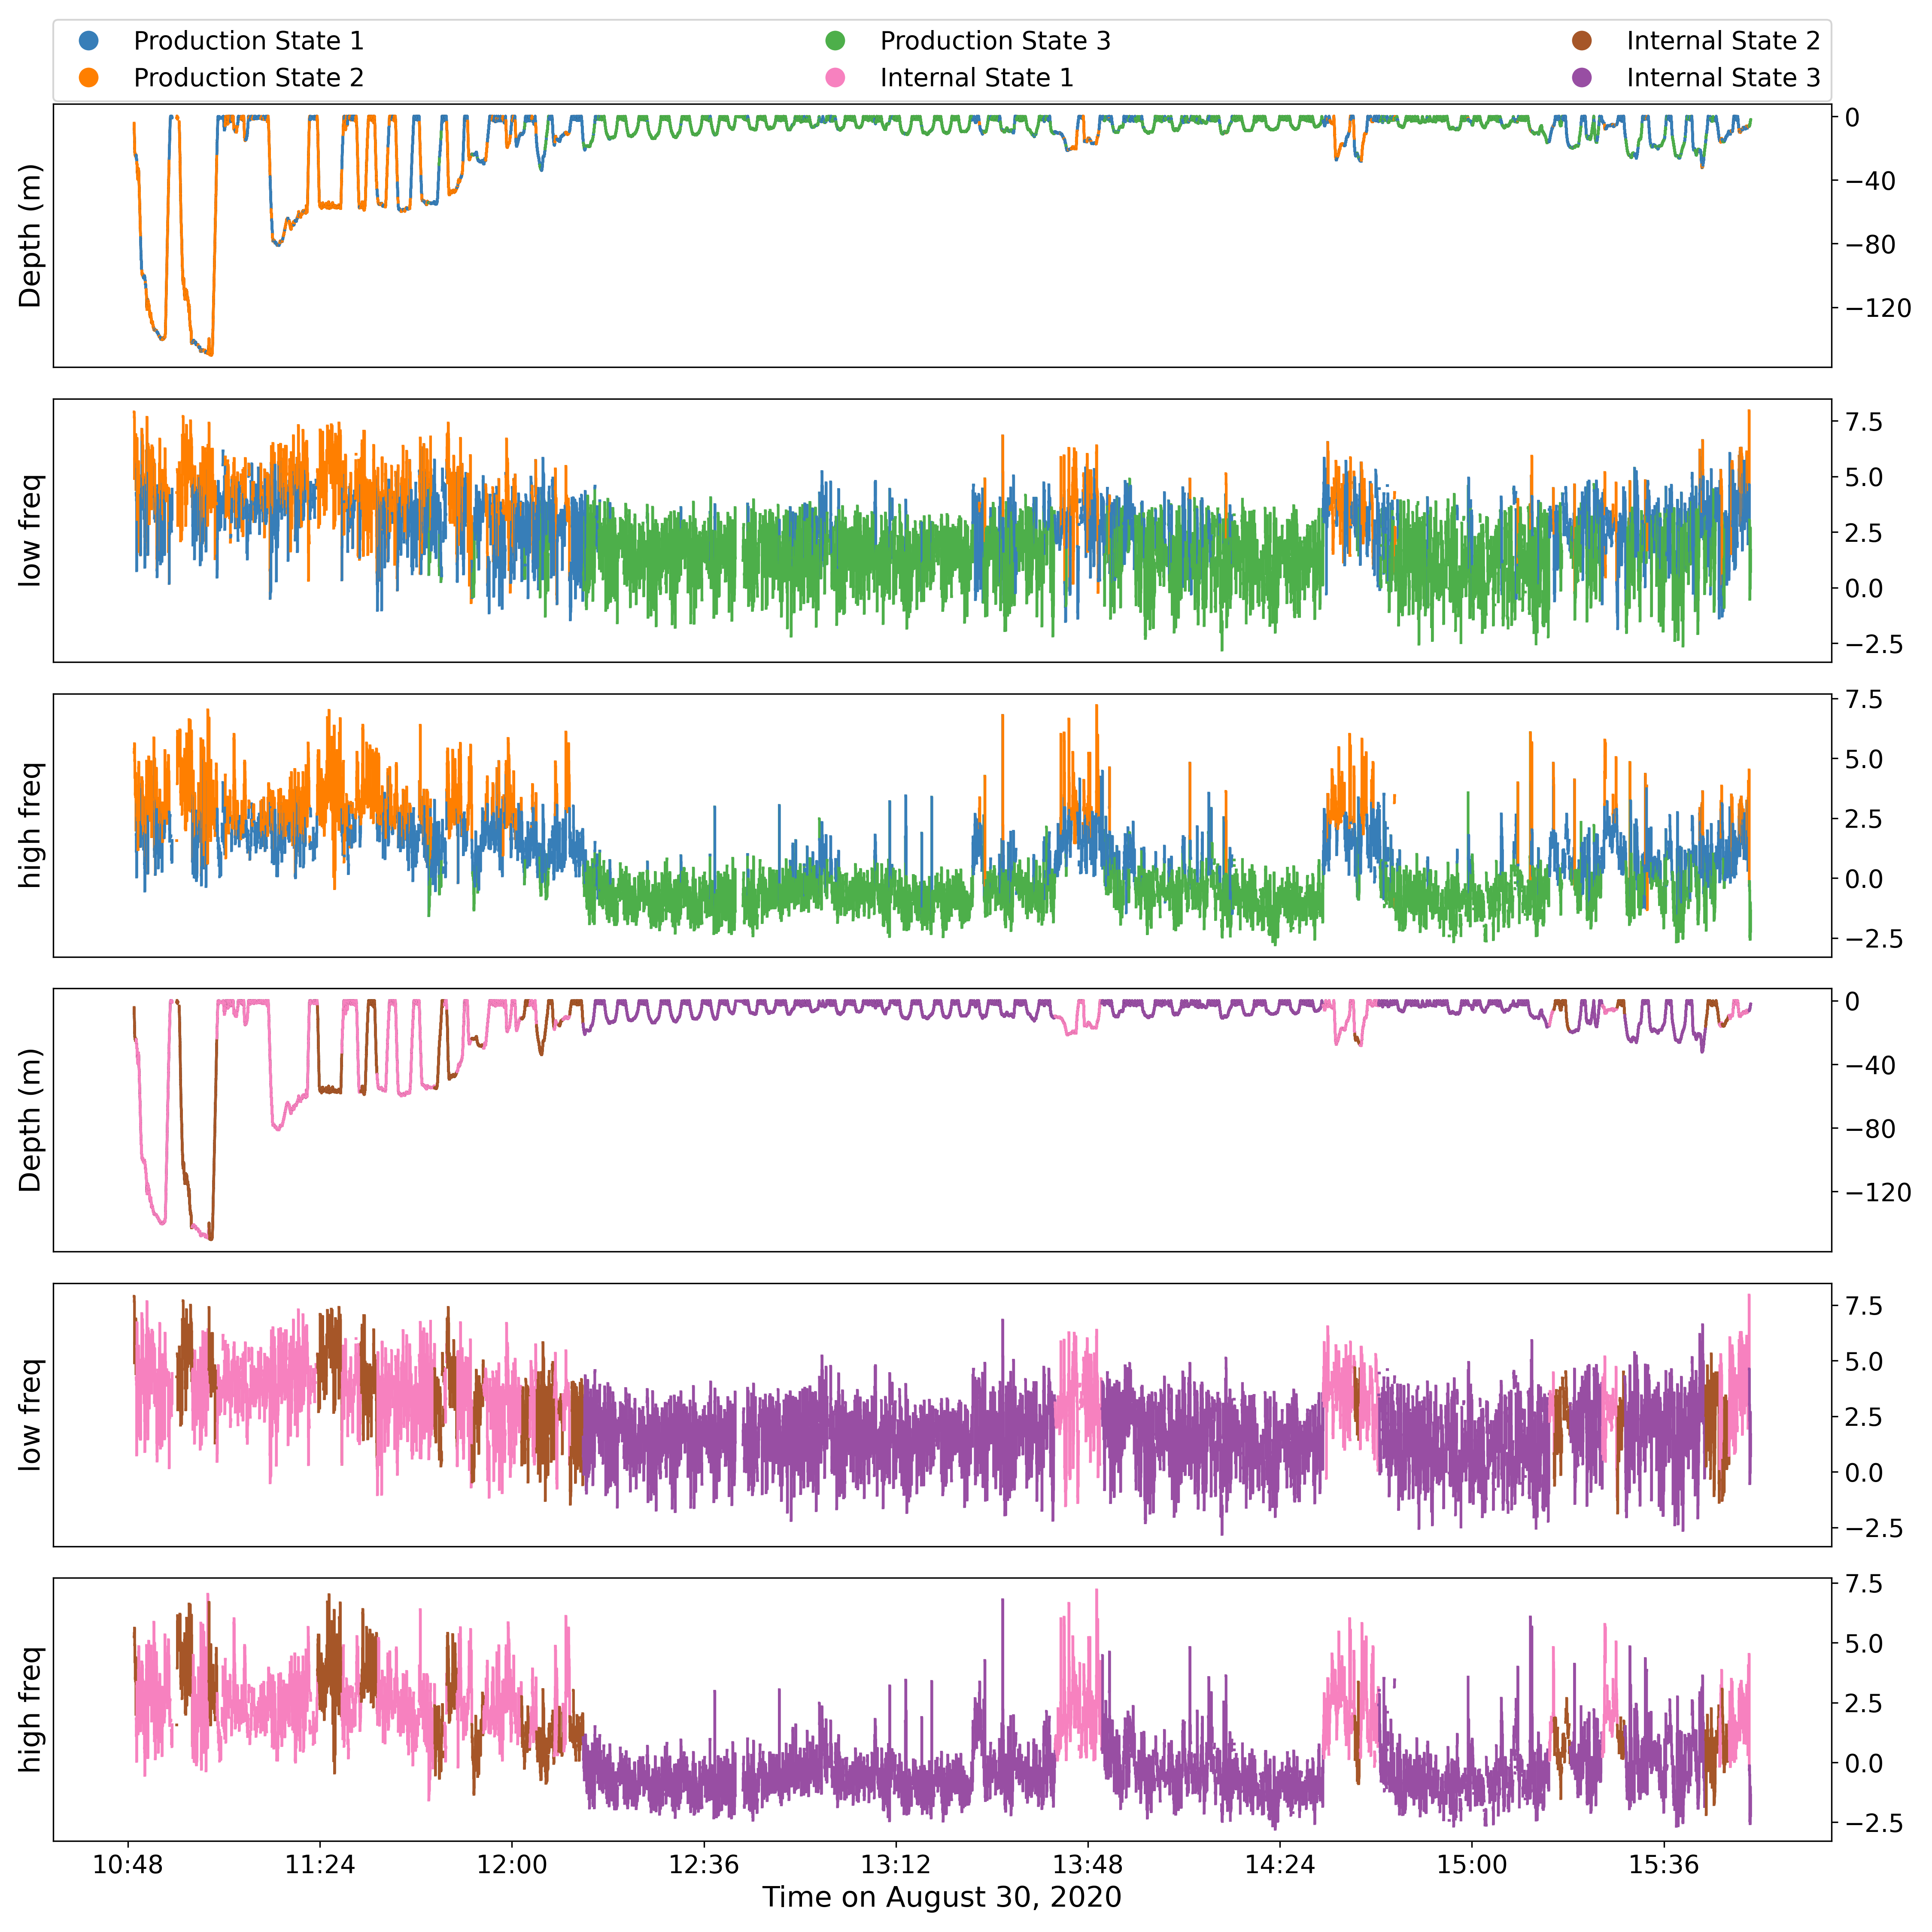 Production State 1 Production State 3 Internal State 2
Production State 2 Internal State 1 Internal State 3
Depth (m)
0
−40
−80
−120
low freq
7.5
5.0
2.5
0.0
−2.5
high freq
7.5
5.0
2.5
0.0
−2.5
Depth (m)
0
−40
−80
−120
low freq
7.5
5.0
2.5
0.0
−2.5
high freq
7.5
5.0
2.5
0.0
−2.5
10:48 11:24 12:00 12:36 13:12 13:48 14:24 15:00 15:36
Time on August 30, 2020